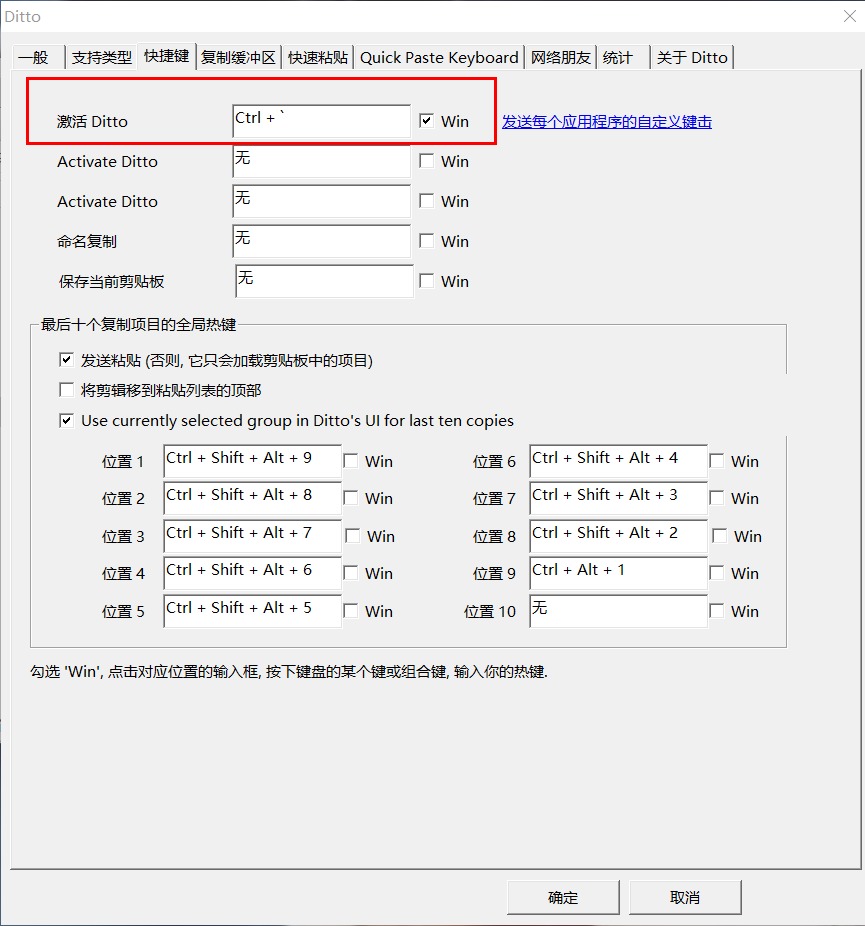 Ditto
一般 支持类型 快捷键 复制缓冲区 快速粘贴 Quick Paste Keyboard 网络朋友 统计 关于 Ditto
激活 Ditto Ctrl + ` Win 发送每个应用程序的自定义键击
Activate Ditto 无 Win
Activate Ditto 无 Win
命名复制 无 Win
保存当前剪贴板 无 Win
最后十个复制项目的全局热键
发送粘贴 (否则, 它只会加载剪贴板中的项目)
将剪辑移到粘贴列表的顶部
Use currently selected group in Ditto's UI for last ten copies
位置 1 Ctrl + Shift + Alt + 9 Win 位置 6 Ctrl + Shift + Alt + 4 Win
位置 2 Ctrl + Shift + Alt + 8 Win 位置 7 Ctrl + Shift + Alt + 3 Win
位置 3 Ctrl + Shift + Alt + 7 Win 位置 8 Ctrl + Shift + Alt + 2 Win
位置 4 Ctrl + Shift + Alt + 6 Win 位置 9 Ctrl + Alt + 1 Win
位置 5 Ctrl + Shift + Alt + 5 Win 位置 10 无 Win
勾选 'Win', 点击对应位置的输入框, 按下键盘的某个键或组合键, 输入你的热键.
确定 取消